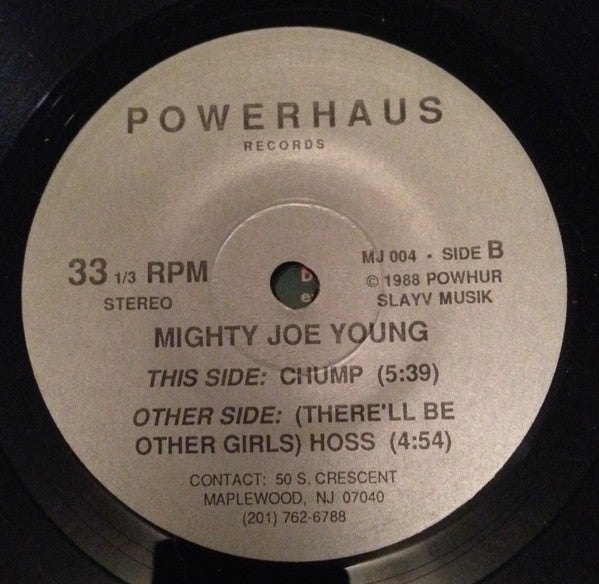 POWERHAUS
RECORDS
33 1/3 RPM
STEREO
MJ 004 • SIDE B
© 1988 POWHUR
SLAYV MUSIK
MIGHTY JOE YOUNG
THIS SIDE: CHUMP (5:39)
OTHER SIDE: (THERE'LL BE
OTHER GIRLS) HOSS (4:54)
CONTACT: 50 S. CRESCENT
MAPLEWOOD, NJ 07040
(201) 762-6788